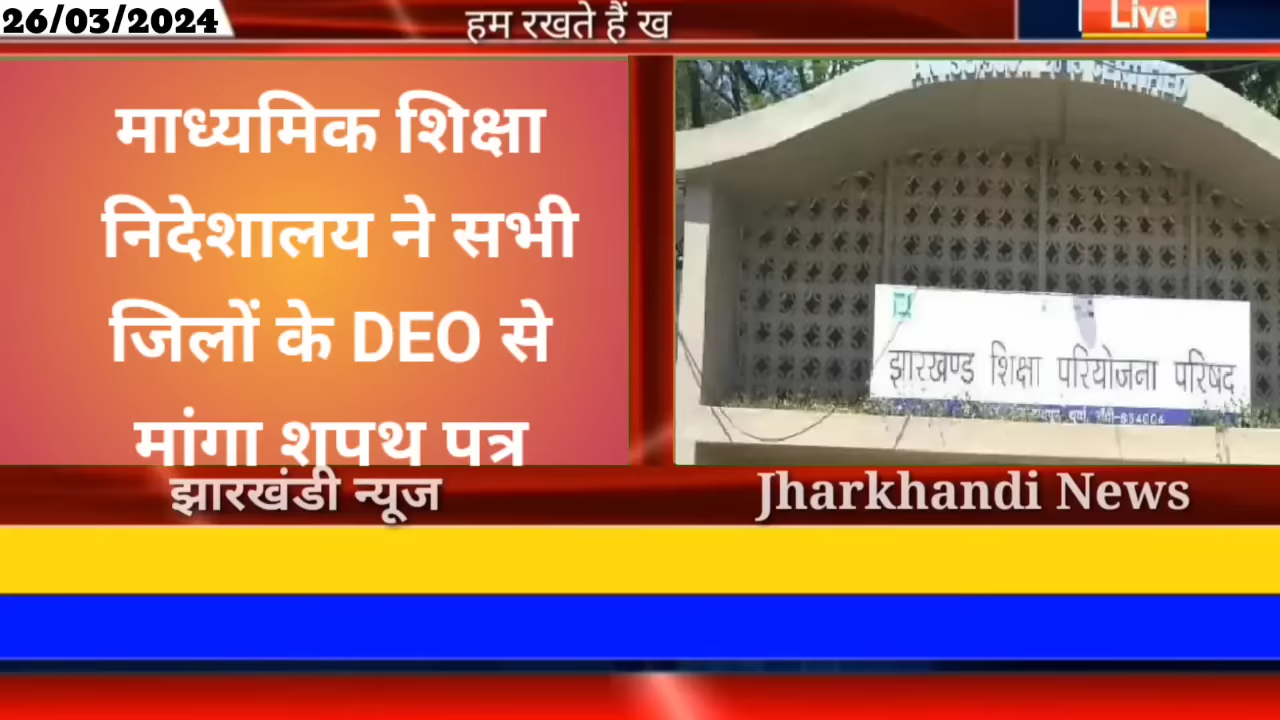 26/03/2024
हम रखते हैं ख
Live
माध्यमिक शिक्षा
निदेशालय ने सभी
जिलों के DEO से
मांगा शपथ पत्र
झारखण्ड शिक्षा परियोजना परिषद
झारखंडी न्यूज
Jharkhandi News